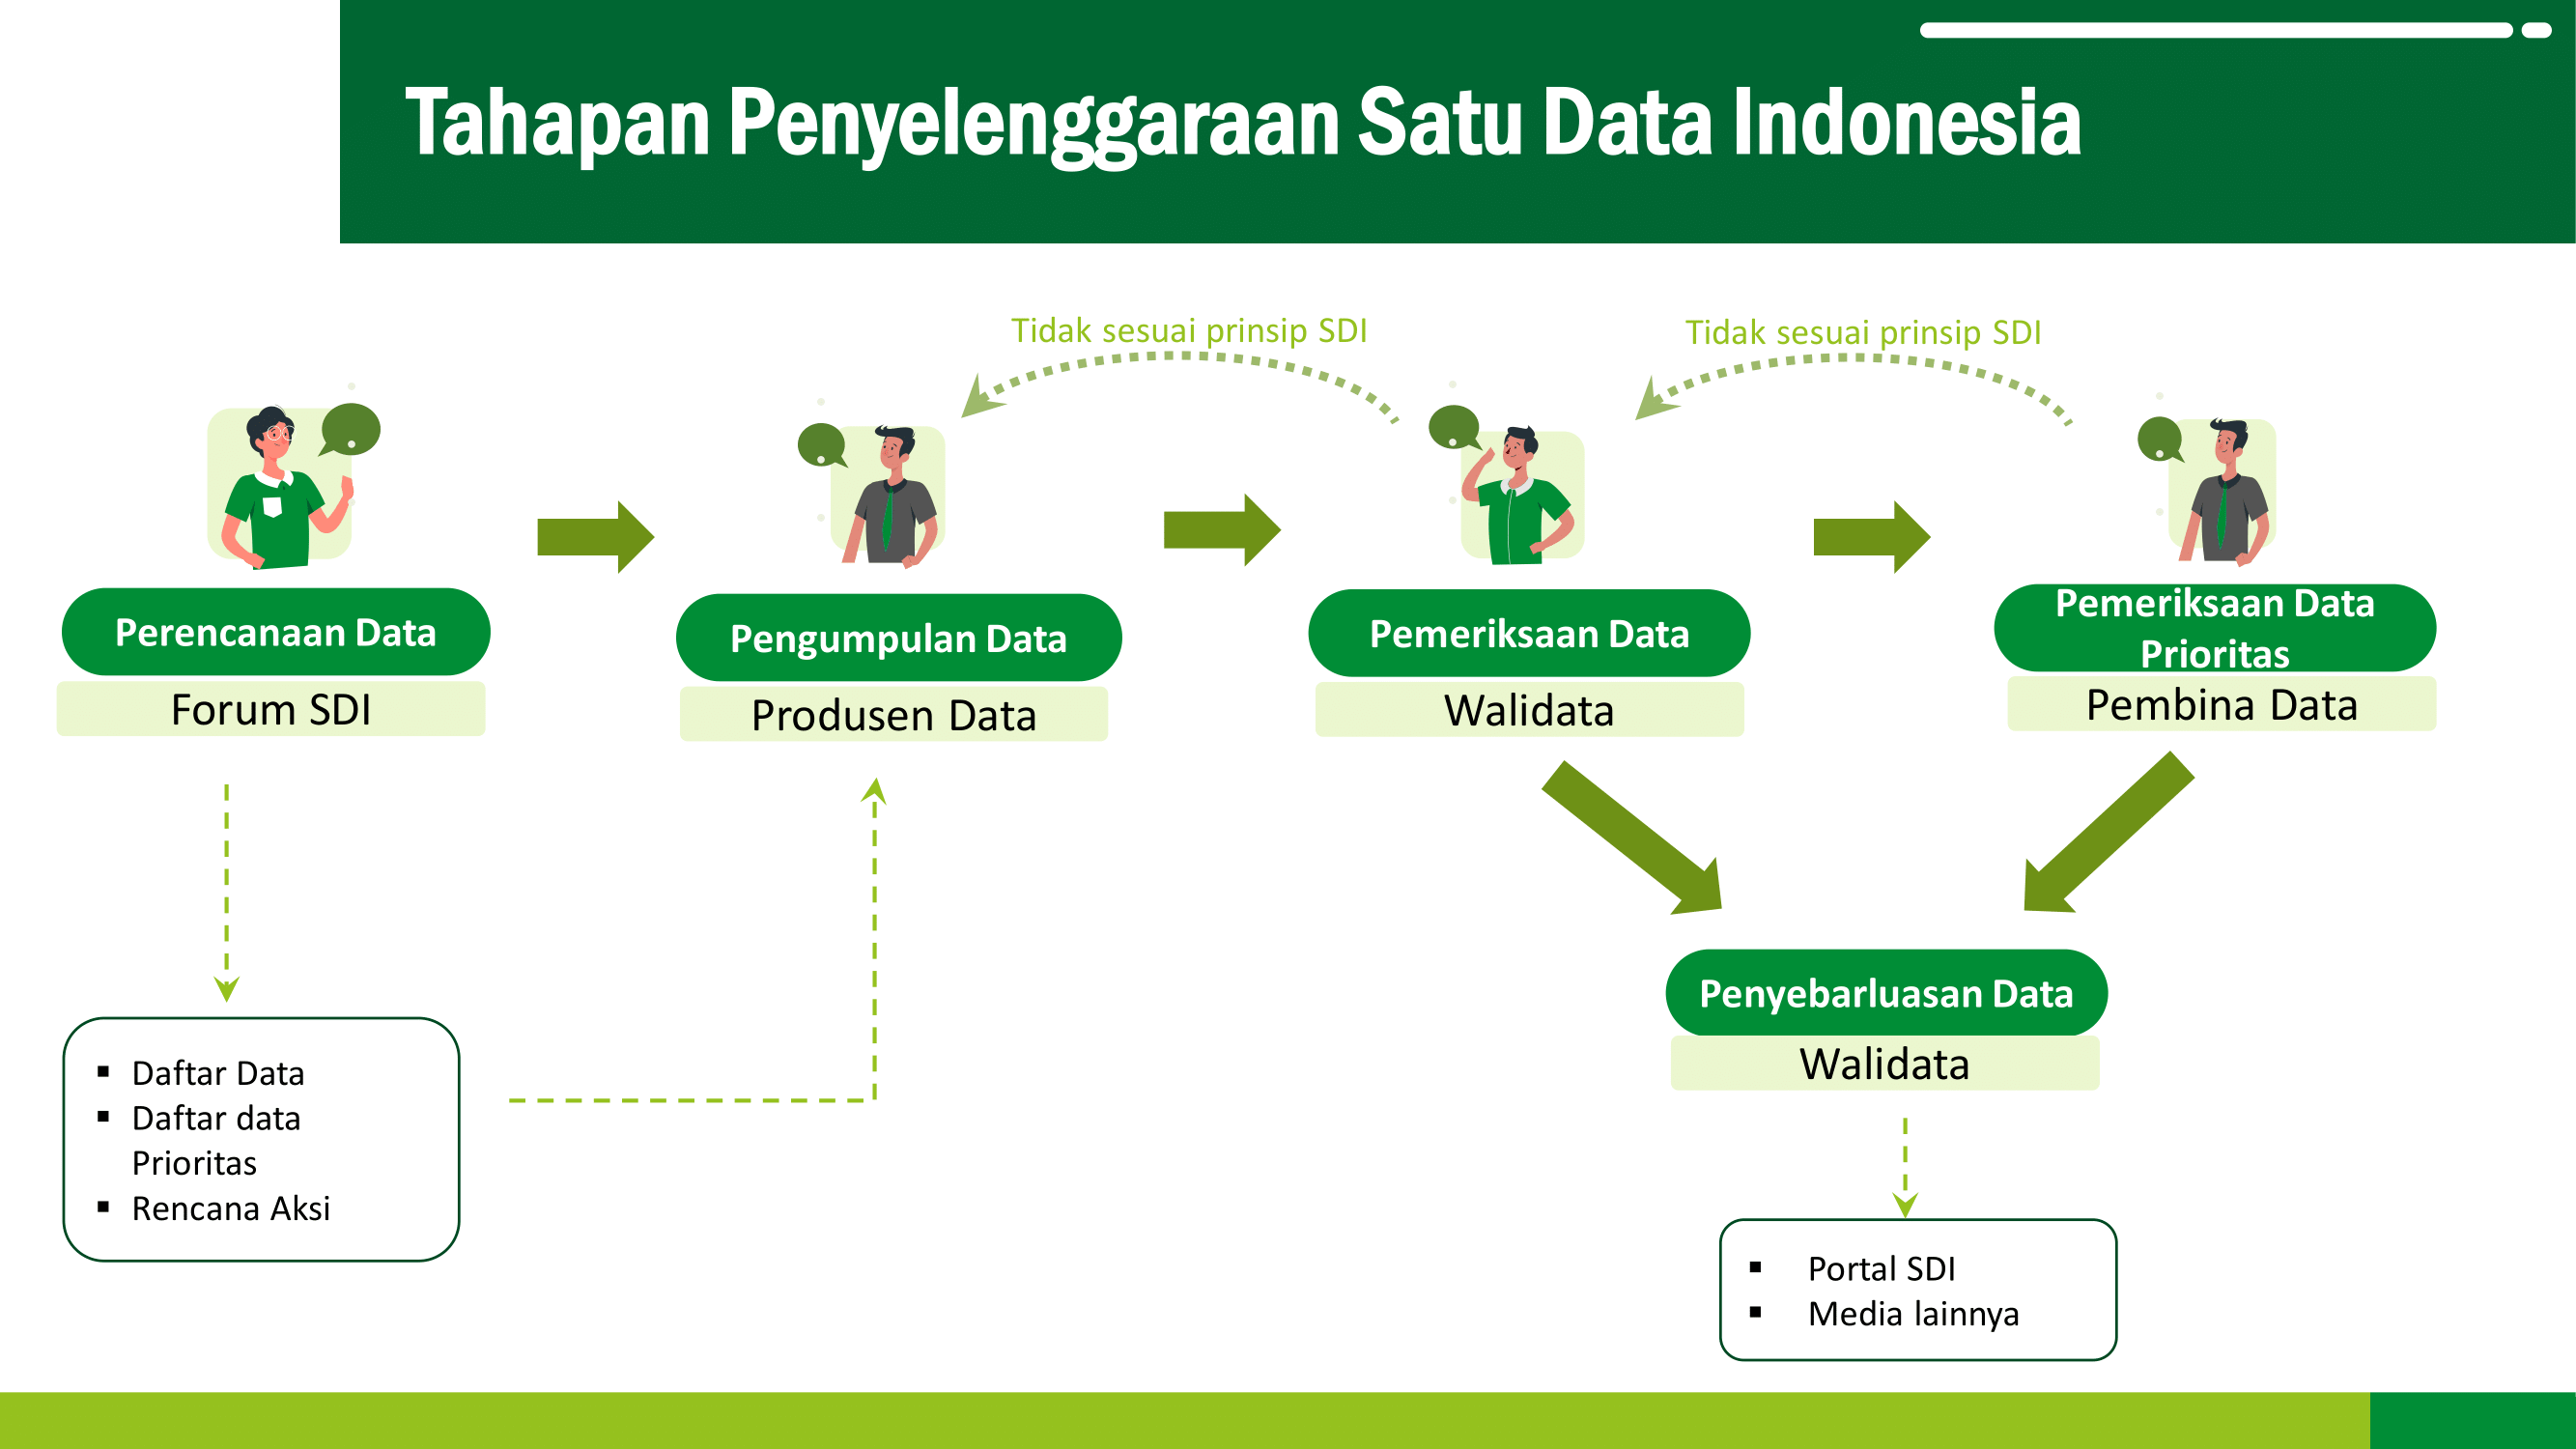 Tahapan Penyelenggaraan Satu Data Indonesia
Tidak sesuai prinsip SDI
Tidak sesuai prinsip SDI
Perencanaan Data
Forum SDI
Pengumpulan Data
Produsen Data
Pemeriksaan Data
Walidata
Pemeriksaan Data
Prioritas
Pembina Data
▪ Daftar Data
▪ Daftar data
Prioritas
▪ Rencana Aksi
Penyebarluasan Data
Walidata
▪ Portal SDI
▪ Media lainnya